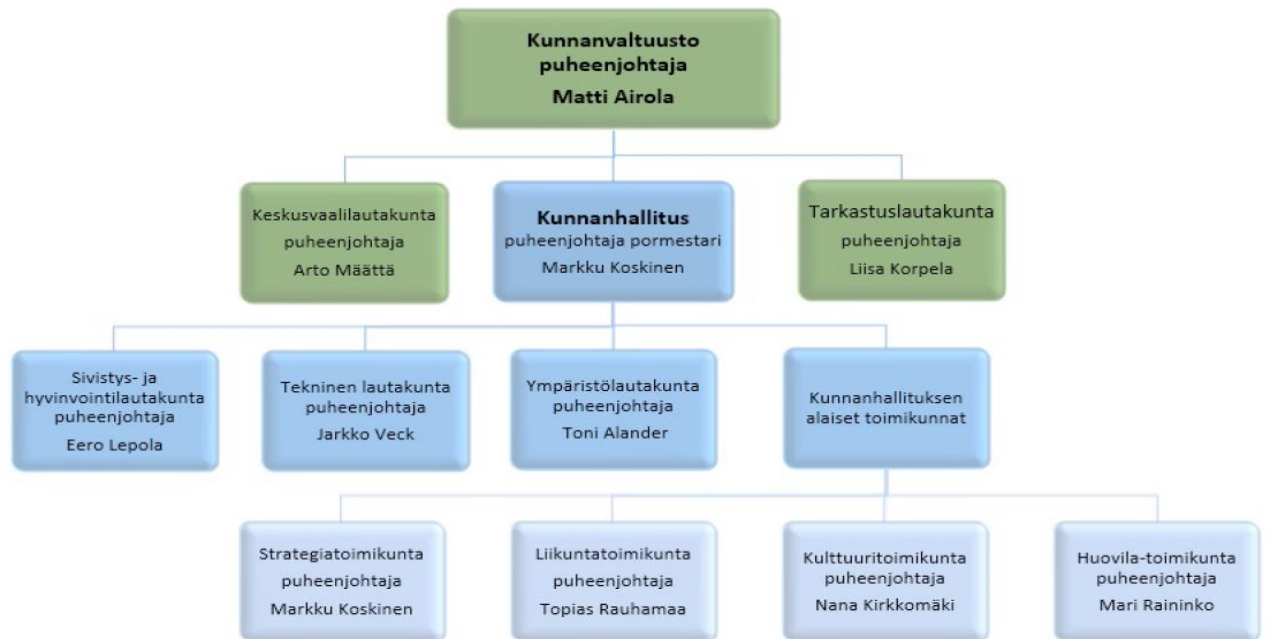 Kunnanvaltuusto
puheenjohtaja
Matti Airola
Keskusvaalilautakunta
puheenjohtaja
Arto Määttä
Kunnanhallitus
puheenjohtaja pormestari
Markku Koskinen
Tarkastuslautakunta
puheenjohtaja
Liisa Korpela
Sivistys- ja
hyvinvointilautakunta
puheenjohtaja
Eero Lepola
Tekninen lautakunta
puheenjohtaja
Jarkko Veck
Ympäristölautakunta
puheenjohtaja
Toni Alander
Kunnanhallituksen
alaiset toimikunnat
Strategiatoimikunta
puheenjohtaja
Markku Koskinen
Liikuntatoimikunta
puheenjohtaja
Topias Rauhamaa
Kulttuuritoimikunta
puheenjohtaja
Nana Kirkkomäki
Huovila-toimikunta
puheenjohtaja
Mari Raininko